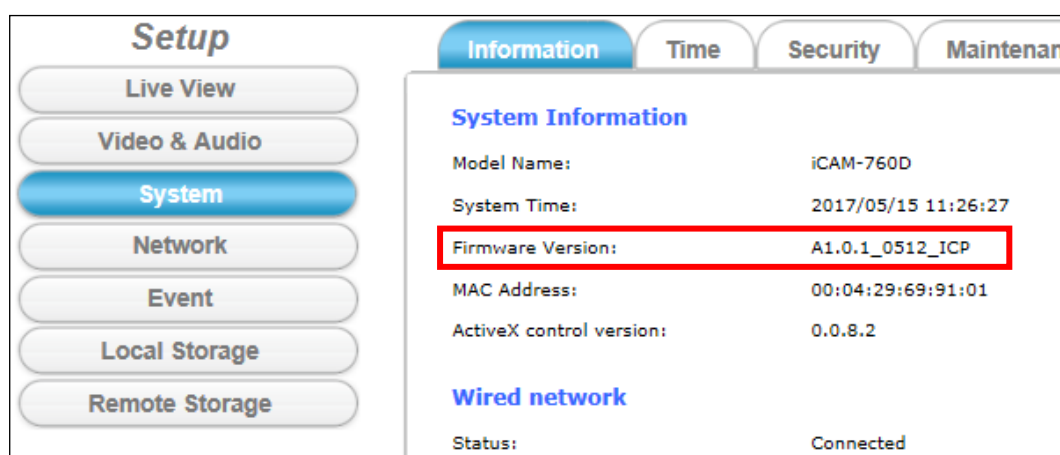 Setup
Live View
Video & Audio
System
Network
Event
Local Storage
Remote Storage
Information Time Security Maintenan
System Information
Model Name: iCAM-760D
System Time: 2017/05/15 11:26:27
Firmware Version: A1.0.1_0512_ICP
MAC Address: 00:04:29:69:91:01
ActiveX control version: 0.0.8.2
Wired network
Status: Connected